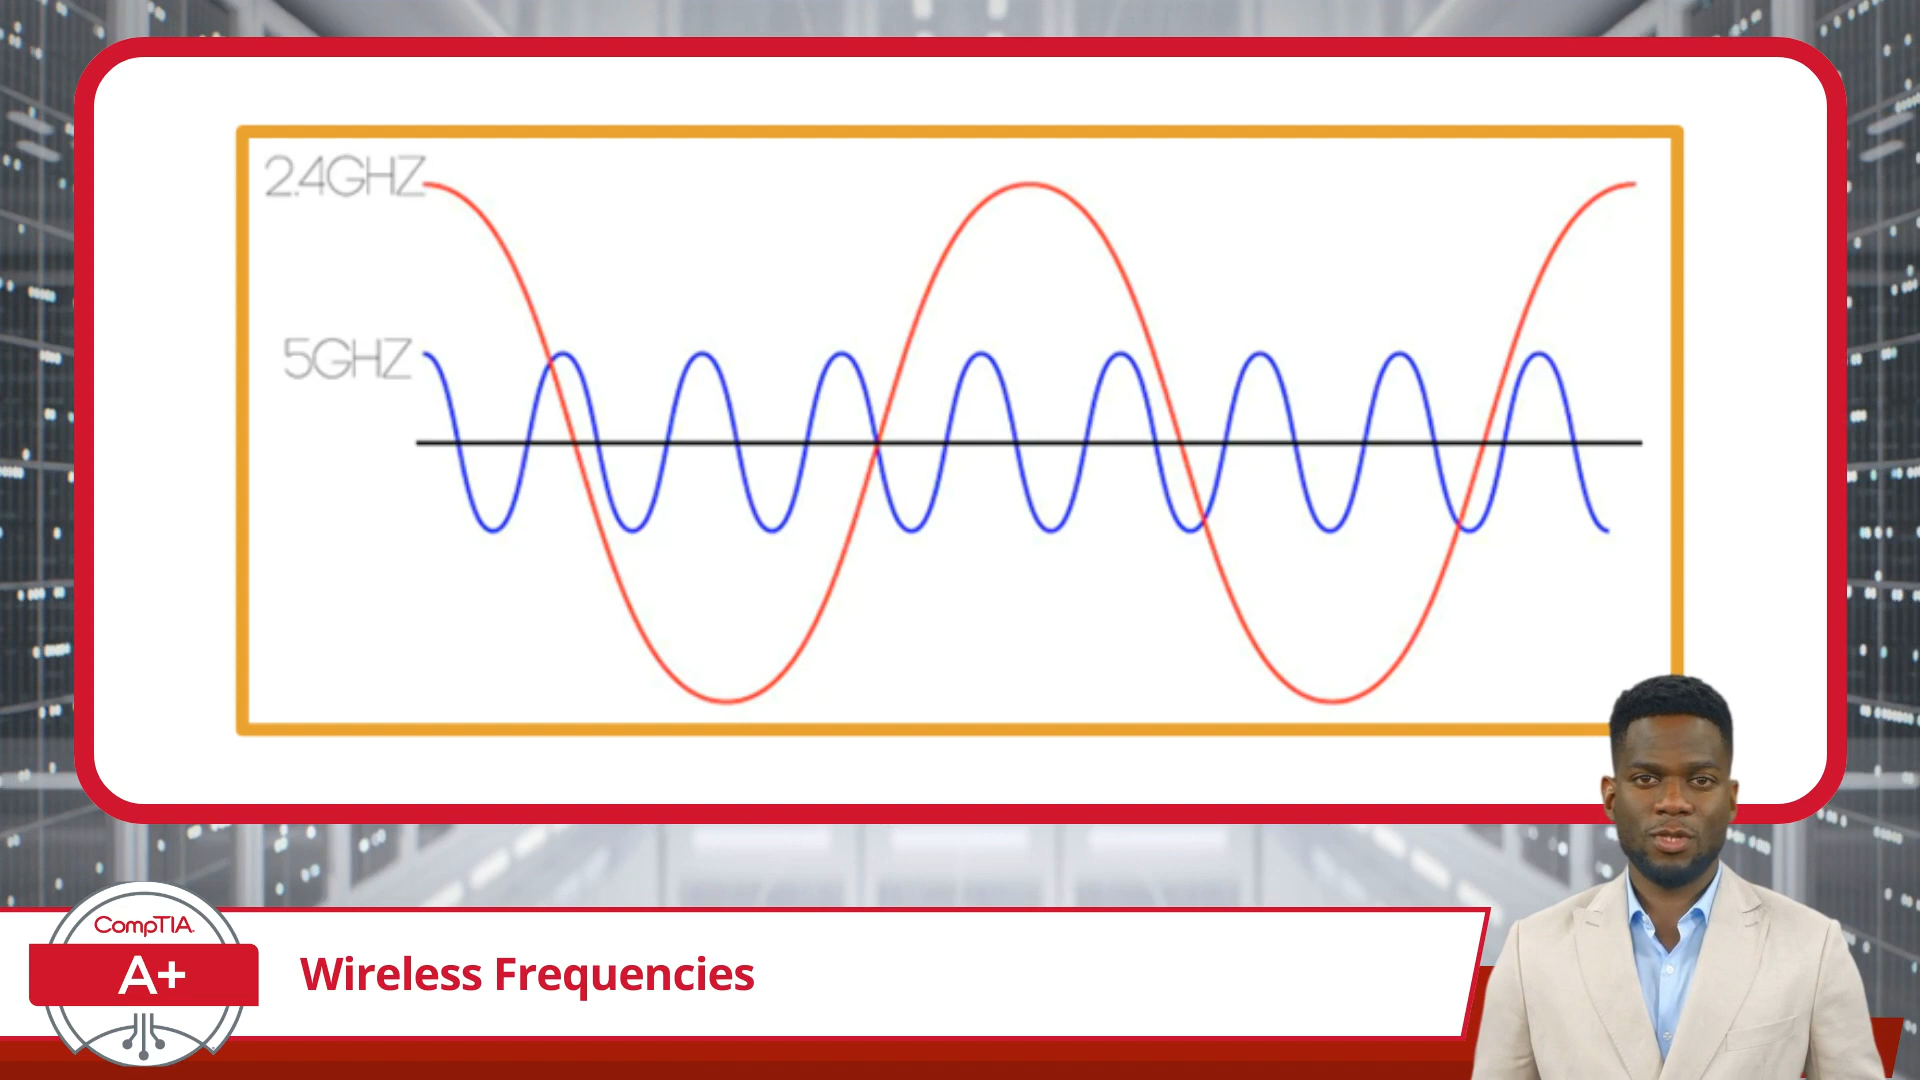 2.4GHZ
5GHZ
CompTIA.
A+
Wireless Frequencies